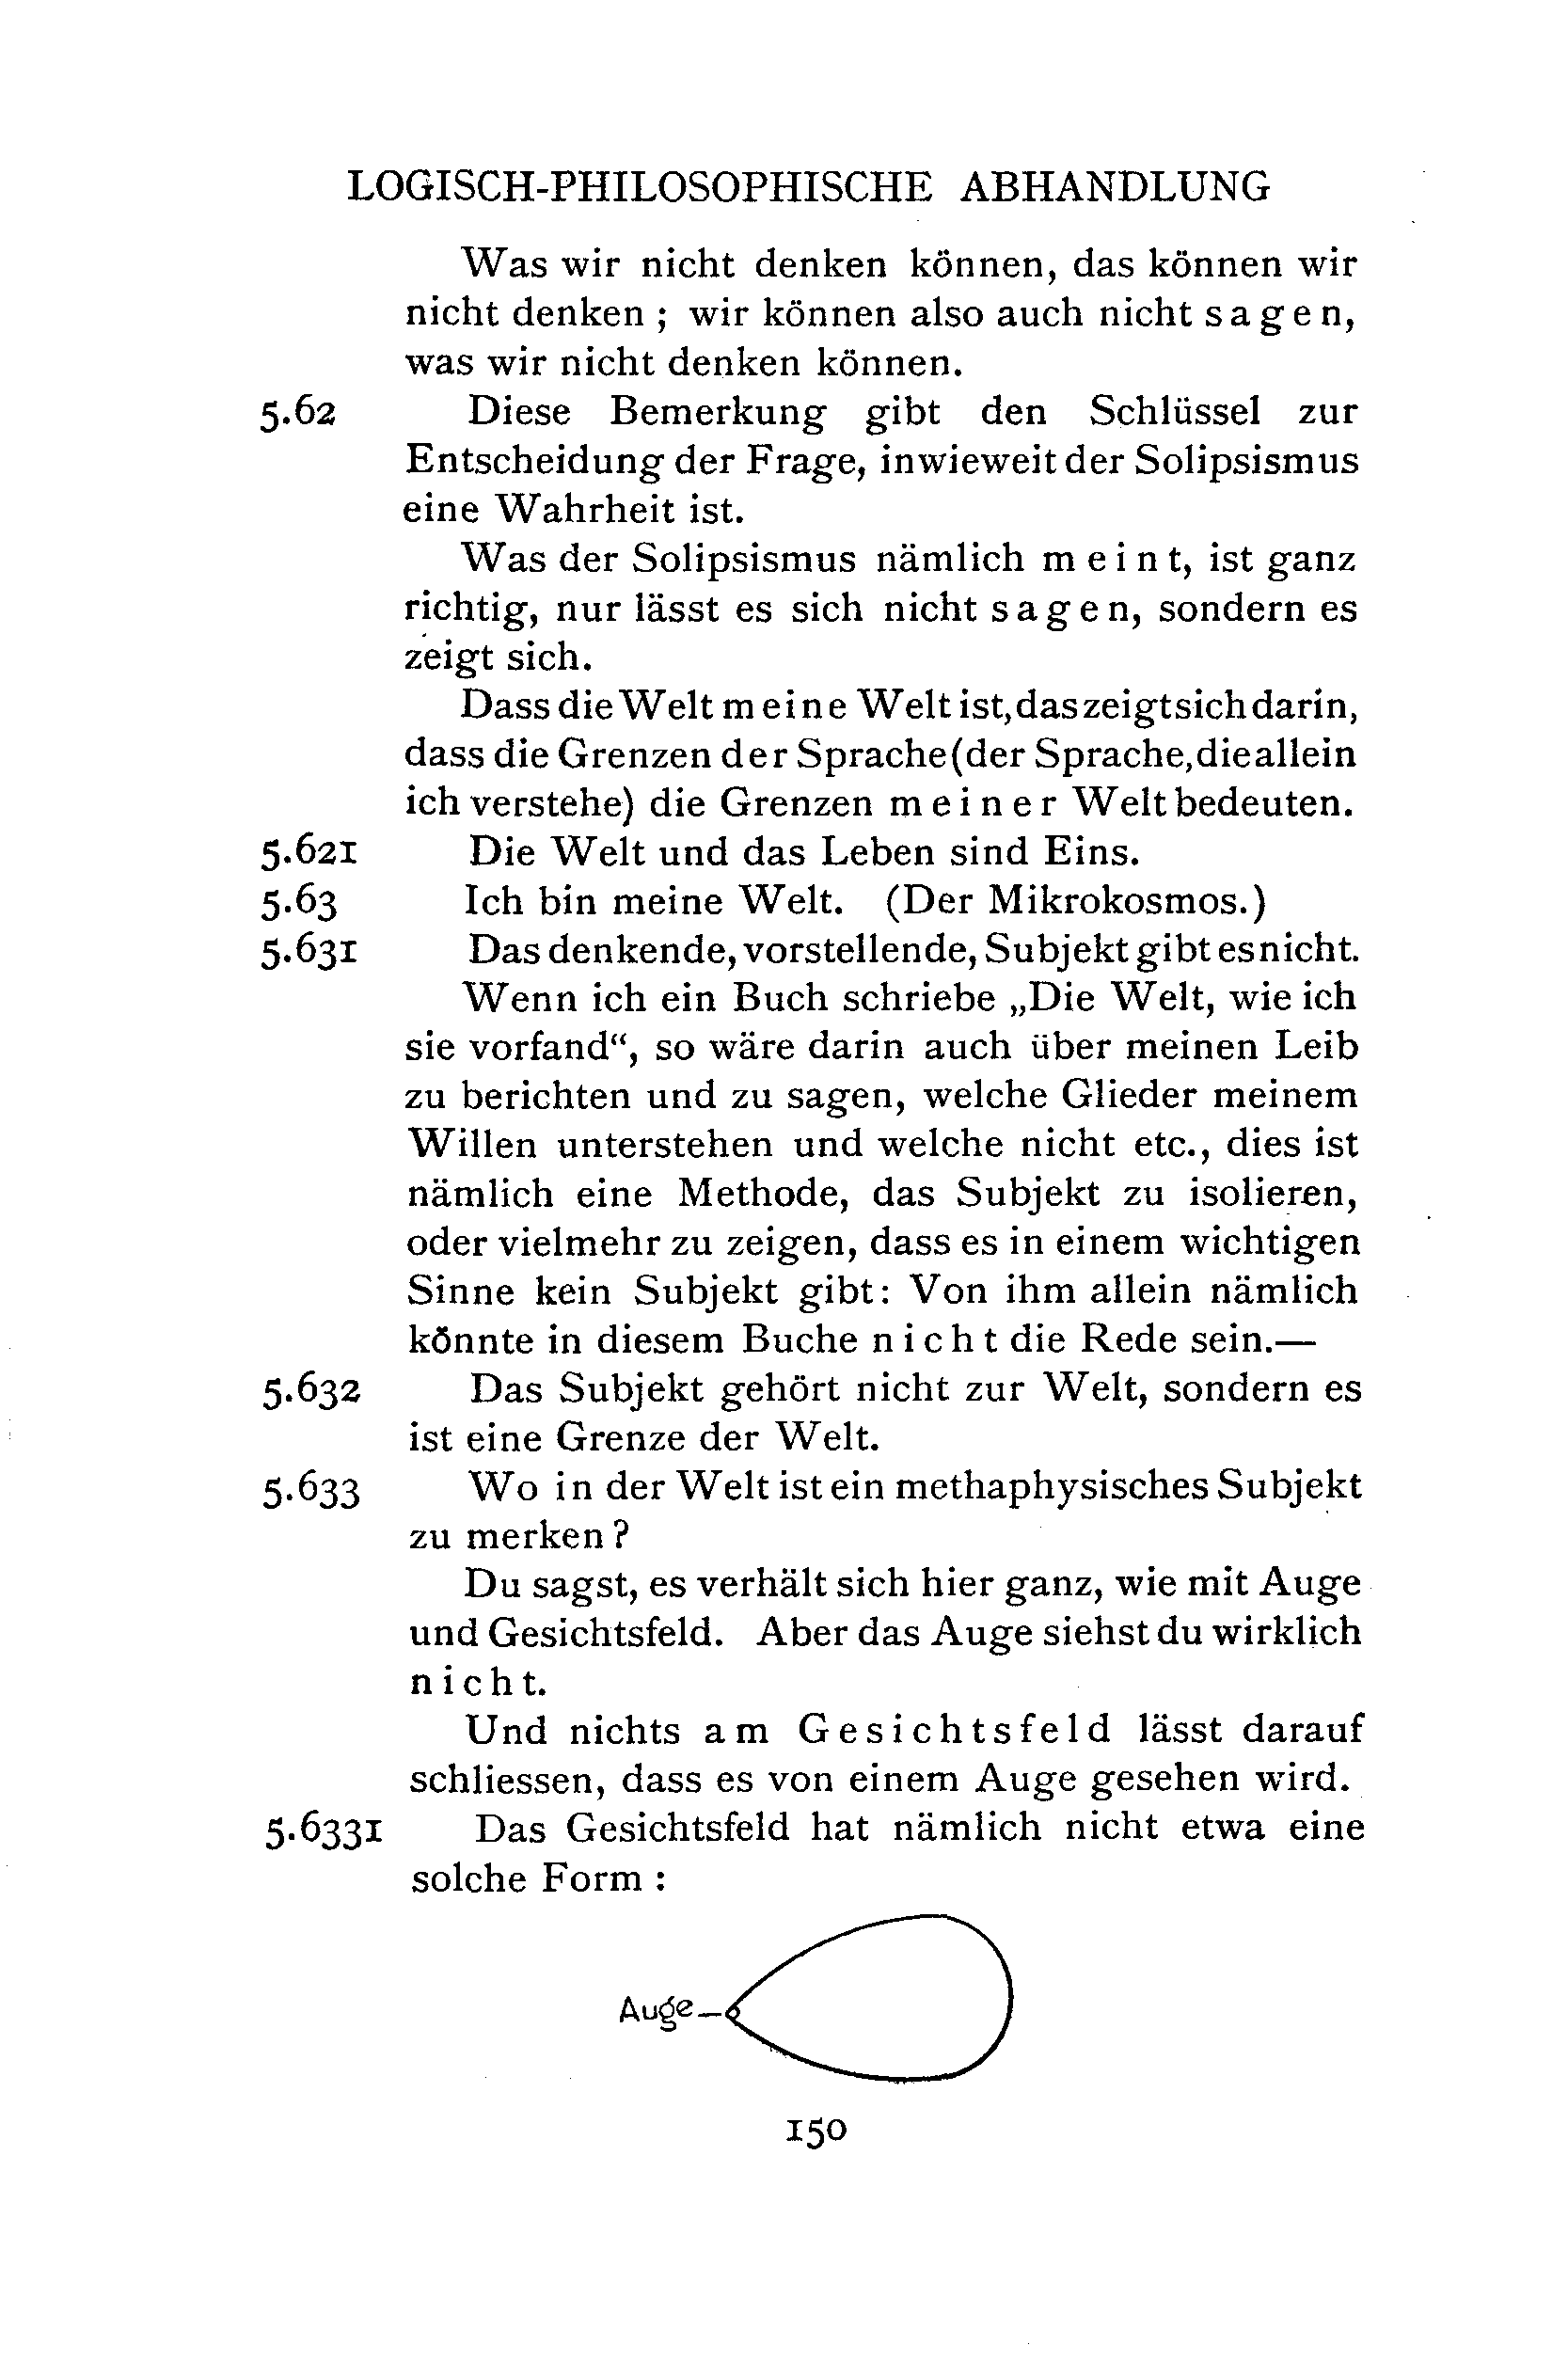 LOGISCH-PHILOSOPHISCHE ABHANDLUNG
Was wir nicht denken können, das können wir
nicht denken ; wir können also auch nicht s a g e n,
was wir nicht denken können.
5.62 Diese Bemerkung gibt den Schlüssel zur
Entscheidung der Frage, inwieweit der Solipsismus
eine Wahrheit ist.
Was der Solipsismus nämlich m e i n t, ist ganz
richtig, nur lässt es sich nicht s a g e n, sondern es
zeigt sich.
Dass die Welt m e i n e Welt ist, das zeigt sich darin,
dass die Grenzen d e r Sprache (der Sprache, die allein
ich verstehe) die Grenzen m e i n e r Welt bedeuten.
5.621 Die Welt und das Leben sind Eins.
5.63 Ich bin meine Welt. (Der Mikrokosmos.)
5.631 Das denkende, vorstellende, Subjekt gibt es nicht.
Wenn ich ein Buch schriebe „Die Welt, wie ich
sie vorfand“, so wäre darin auch über meinen Leib
zu berichten und zu sagen, welche Glieder meinem
Willen unterstehen und welche nicht etc., dies ist
nämlich eine Methode, das Subjekt zu isolieren,
oder vielmehr zu zeigen, dass es in einem wichtigen
Sinne kein Subjekt gibt: Von ihm allein nämlich
könnte in diesem Buche n i c h t die Rede sein.—
5.632 Das Subjekt gehört nicht zur Welt, sondern es
ist eine Grenze der Welt.
5.633 Wo i n der Welt ist ein methaphysisches Subjekt
zu merken ?
Du sagst, es verhält sich hier ganz, wie mit Auge
und Gesichtsfeld. Aber das Auge siehst du wirklich
n i c h t.
Und nichts a m G e s i c h t s f e l d lässt darauf
schliessen, dass es von einem Auge gesehen wird.
5.6331 Das Gesichtsfeld hat nämlich nicht etwa eine
solche Form :
Auge
150